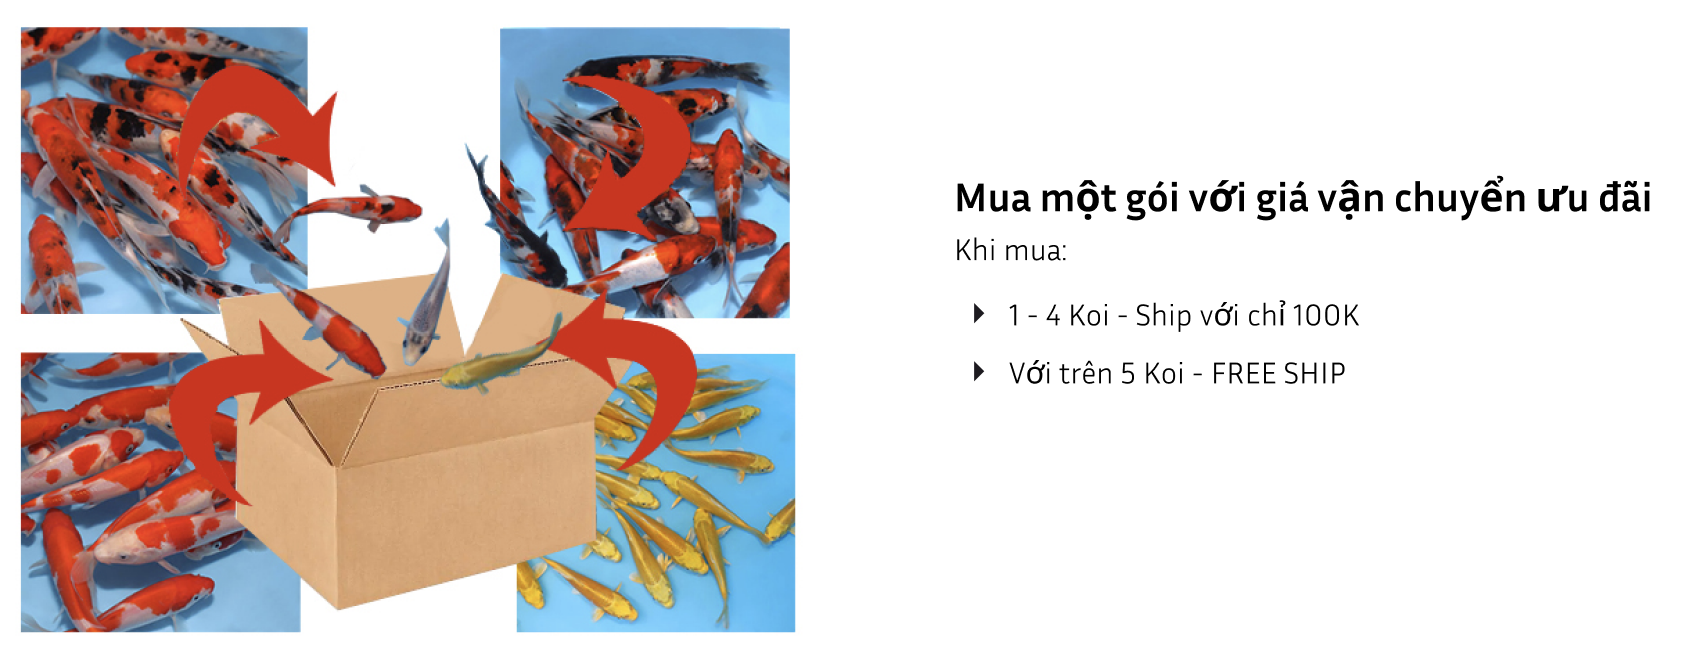 Mua một gói với giá vận chuyển ưu đãi
Khi mua:
1 - 4 Koi - Ship với chỉ 100K
Với trên 5 Koi - FREE SHIP